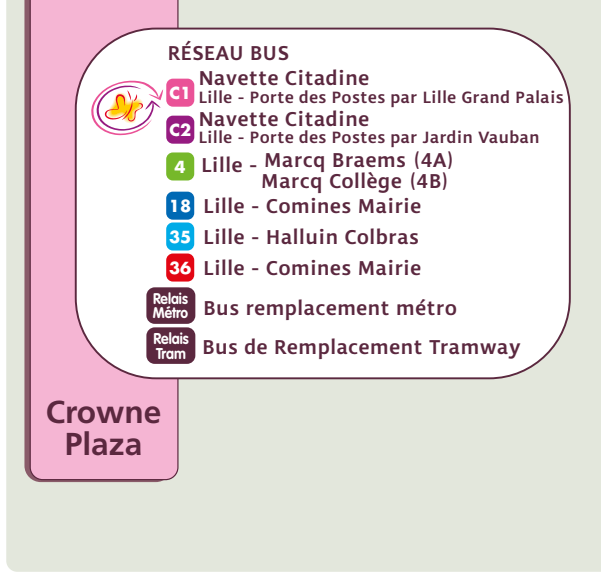 RÉSEAU BUS
C1 Navette Citadine
Lille - Porte des Postes par Lille Grand Palais
C2 Navette Citadine
Lille - Porte des Postes par Jardin Vauban
4 Lille - Marcq Braems (4A)
Marcq Collège (4B)
18 Lille - Comines Mairie
35 Lille - Halluin Colbras
36 Lille - Comines Mairie
Relais
Métro Bus remplacement métro
Relais
Tram Bus de Remplacement Tramway
Crowne
Plaza